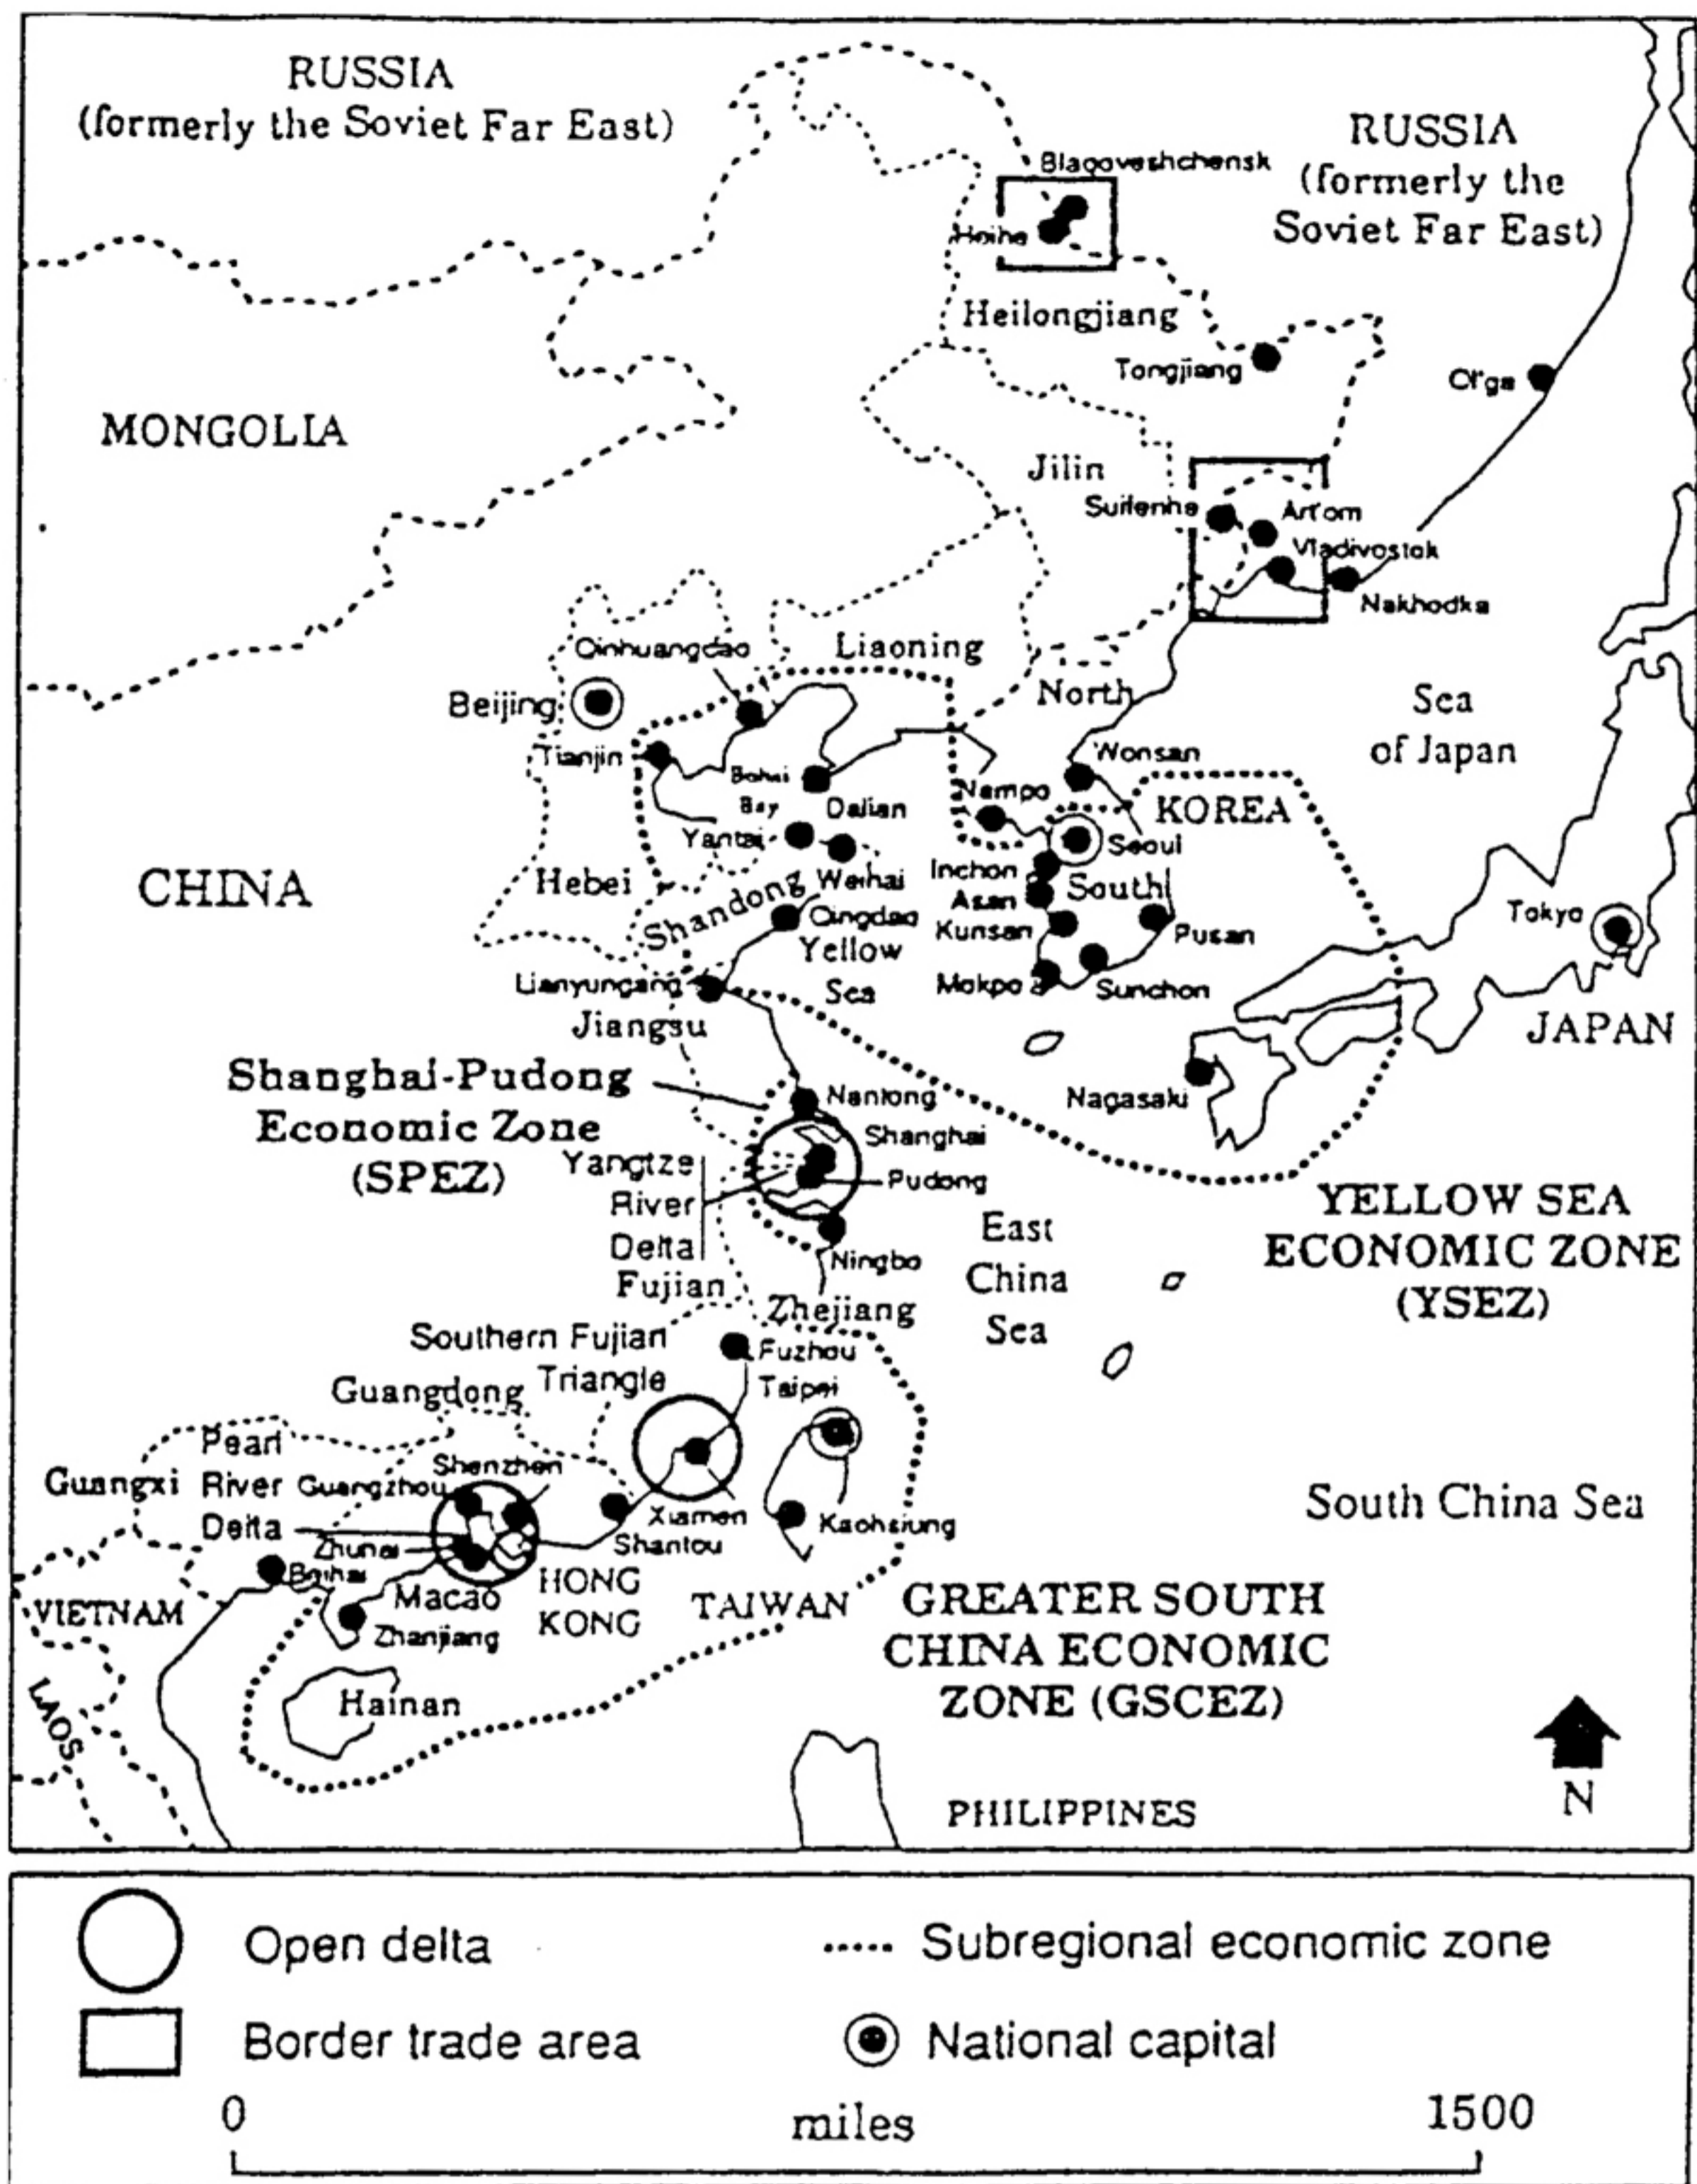 RUSSIA
(formerly the Soviet Far East)
RUSSIA
(formerly the
Soviet Far East)
Blagoveshchensk
Heihe
Heilongjiang
Tongjiang
Ol'ga
MONGOLIA
Jilin
Suifenhe
Art'om
Vladivostok
Nakhodka
Qinhuangdao
Liaoning
Beijing
North
Sea
of Japan
Tianjin
Bohai
Bay
Dalian
Wonsan
Nampo
KOREA
Yantai
Seoul
CHINA
Hebei
Shandong
Weihai
Inchon
Asan
South
Qingdao
Kunsan
Pusan
Tokyo
Yellow
Sea
Lianyungang
Mokpo
Sunchon
Jiangsu
JAPAN
Shanghai-Pudong
Economic Zone
(SPEZ)
Nantong
Nagasaki
Shanghai
Yangtze
River
Delta
Pudong
YELLOW SEA
ECONOMIC ZONE
(YSEZ)
East
China
Sea
Ningbo
Fujian
Zhejiang
Southern Fujian
Triangle
Fuzhou
Guangdong
Taipei
Pearl
River
Delta
Guangxi
Shenzhen
Guangzhou
South China Sea
Xiamen
Kaohsiung
Shantou
Zhuhai
Beihai
HONG
KONG
Macao
VIETNAM
TAIWAN
Zhanjiang
GREATER SOUTH
CHINA ECONOMIC
ZONE (GSCEZ)
LAOS
Hainan
PHILIPPINES
N
Open delta
Subregional economic zone
Border trade area
National capital
0 miles 1500